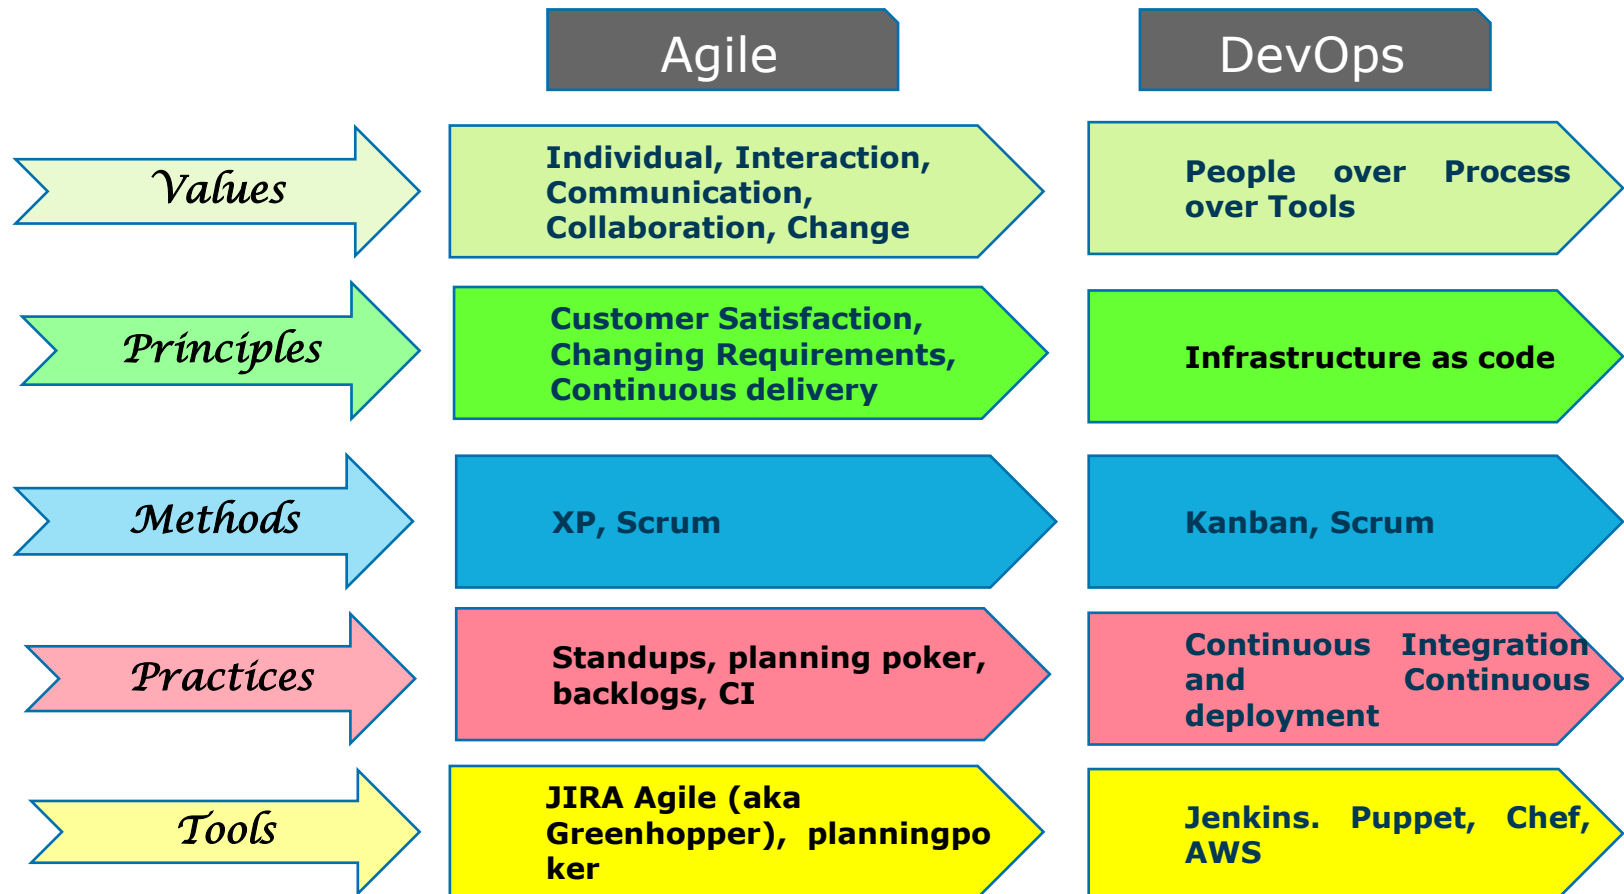 Agile
DevOps
Values
Individual, Interaction,
Communication,
Collaboration, Change
People over Process
over Tools
Principles
Customer Satisfaction,
Changing Requirements,
Continuous delivery
Infrastructure as code
Methods
XP, Scrum
Kanban, Scrum
Practices
Standups, planning poker,
backlogs, CI
Continuous Integration
and Continuous
deployment
Tools
JIRA Agile (aka
Greenhopper), planningpo
ker
Jenkins. Puppet, Chef,
AWS